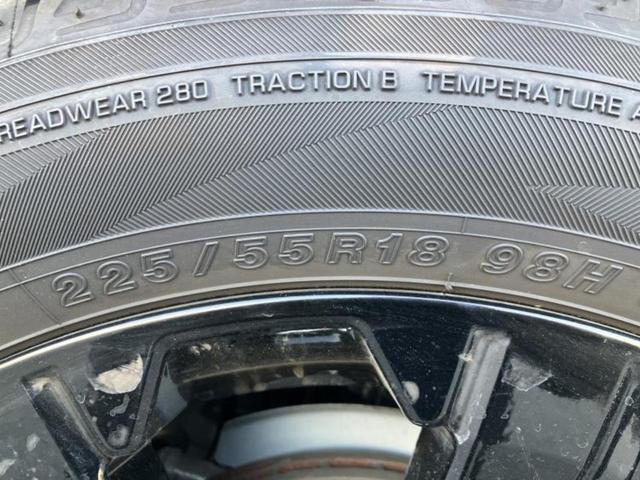 READWEAR 280 TRACTION B TEMPERATURE A
225/55R18 98H